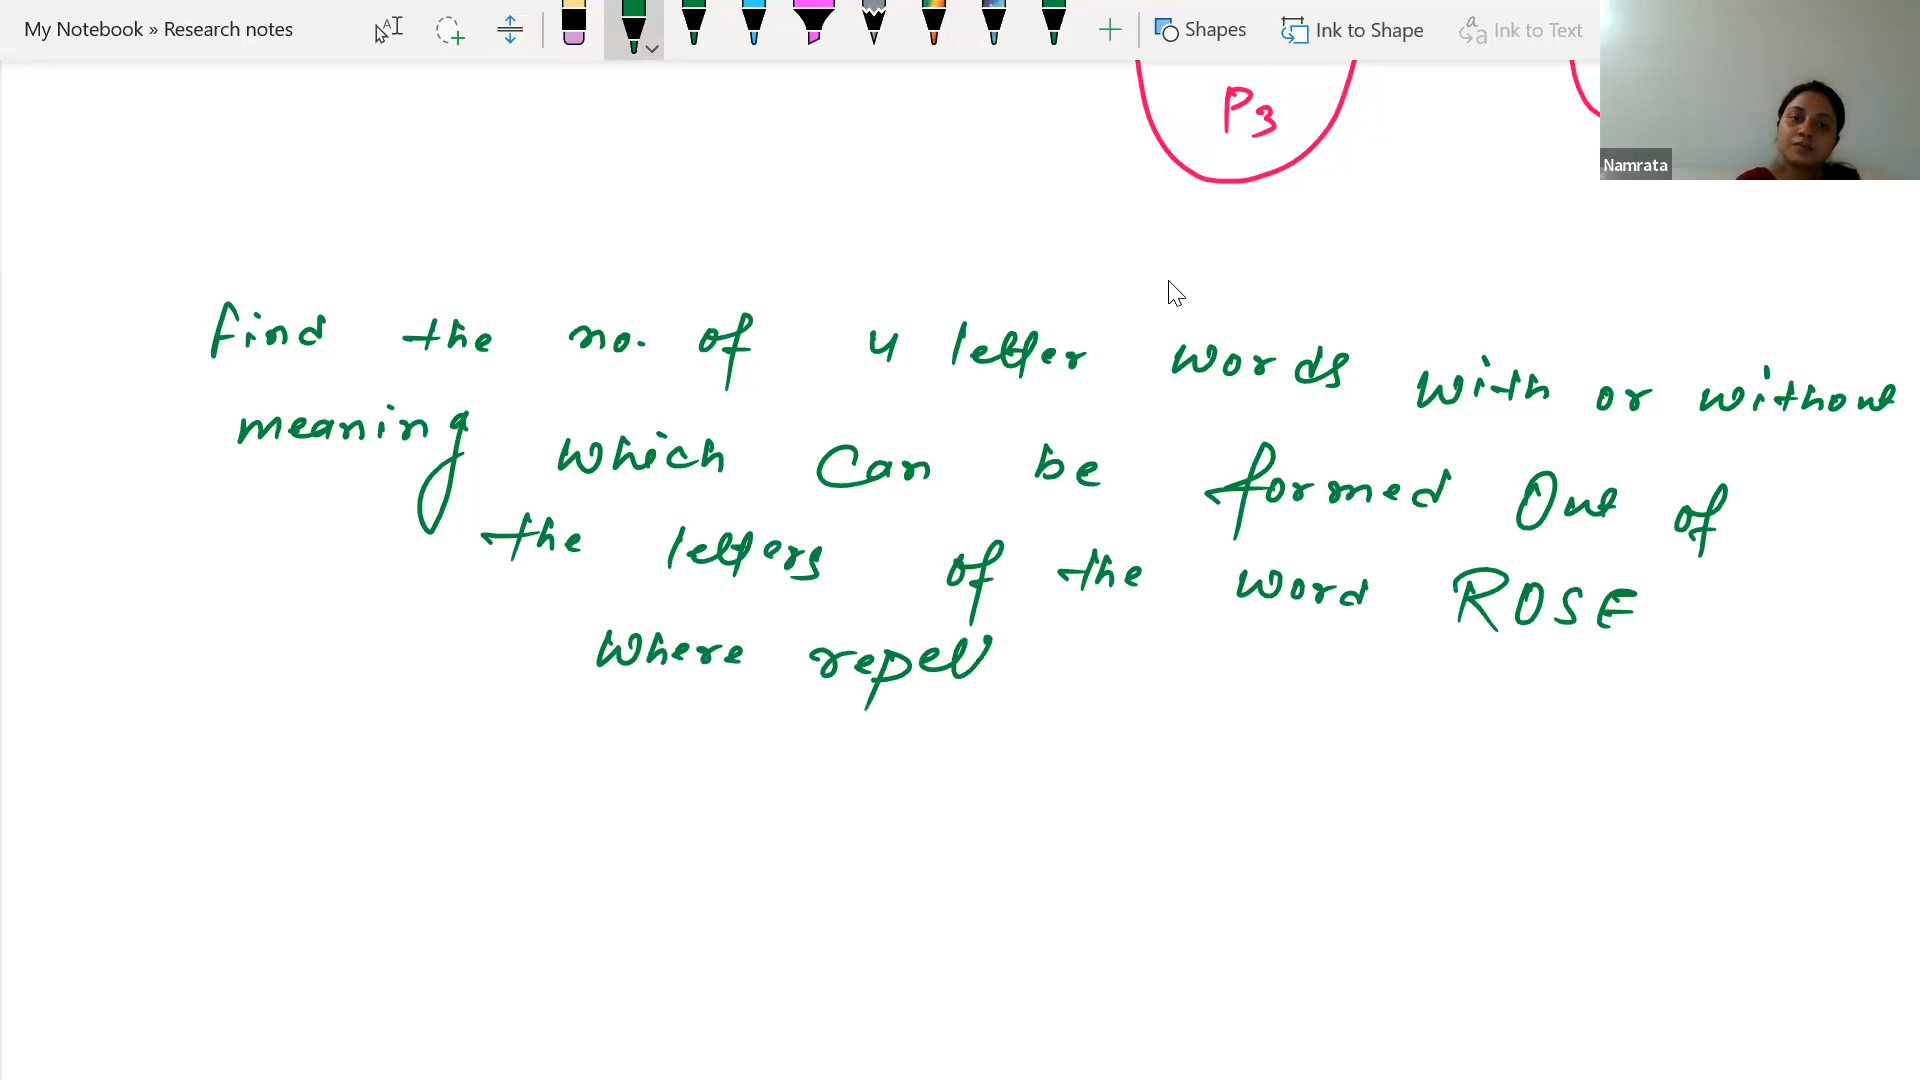 My Notebook » Research notes
Shapes
Ink to Shape
Ink to Text
P3
Namrata
Find the no. of 4 letter words with or without
meaning which can be formed out of
the letters of the word ROSE
where repe